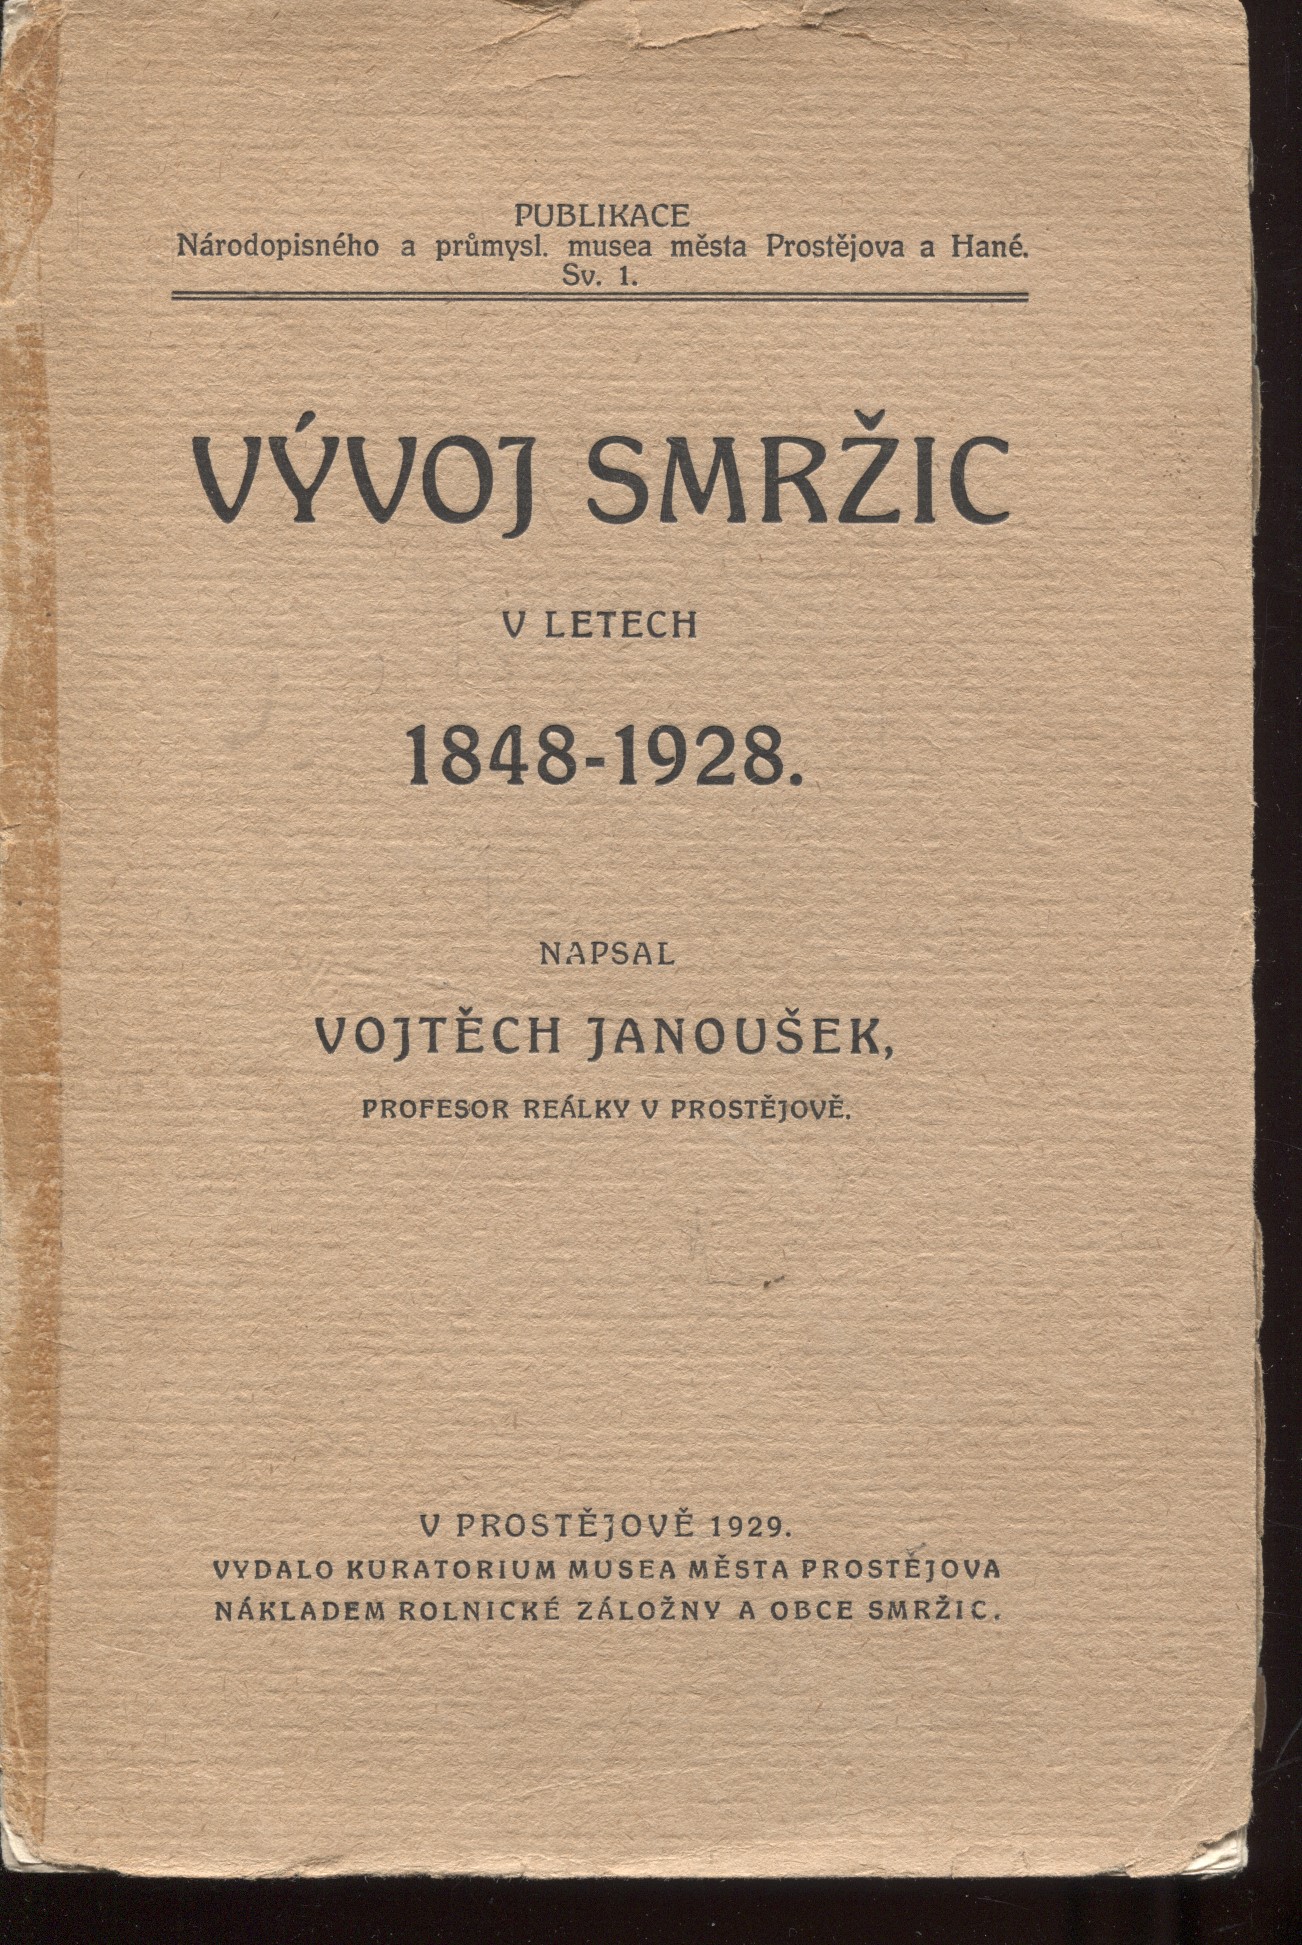 PUBLIKACE
Národopisného a průmysl. musea města Prostějova a Hané.
Sv. 1.
VÝVOJ SMRŽIC
V LETECH
1848-1928.
NAPSAL
VOJTĚCH JANOUŠEK,
PROFESOR REÁLKY V PROSTĚJOVĚ.
V PROSTĚJOVĚ 1929.
VYDALO KURATORIUM MUSEA MĚSTA PROSTĚJOVA
NÁKLADEM ROLNICKÉ ZÁLOŽNY A OBCE SMRŽIC.